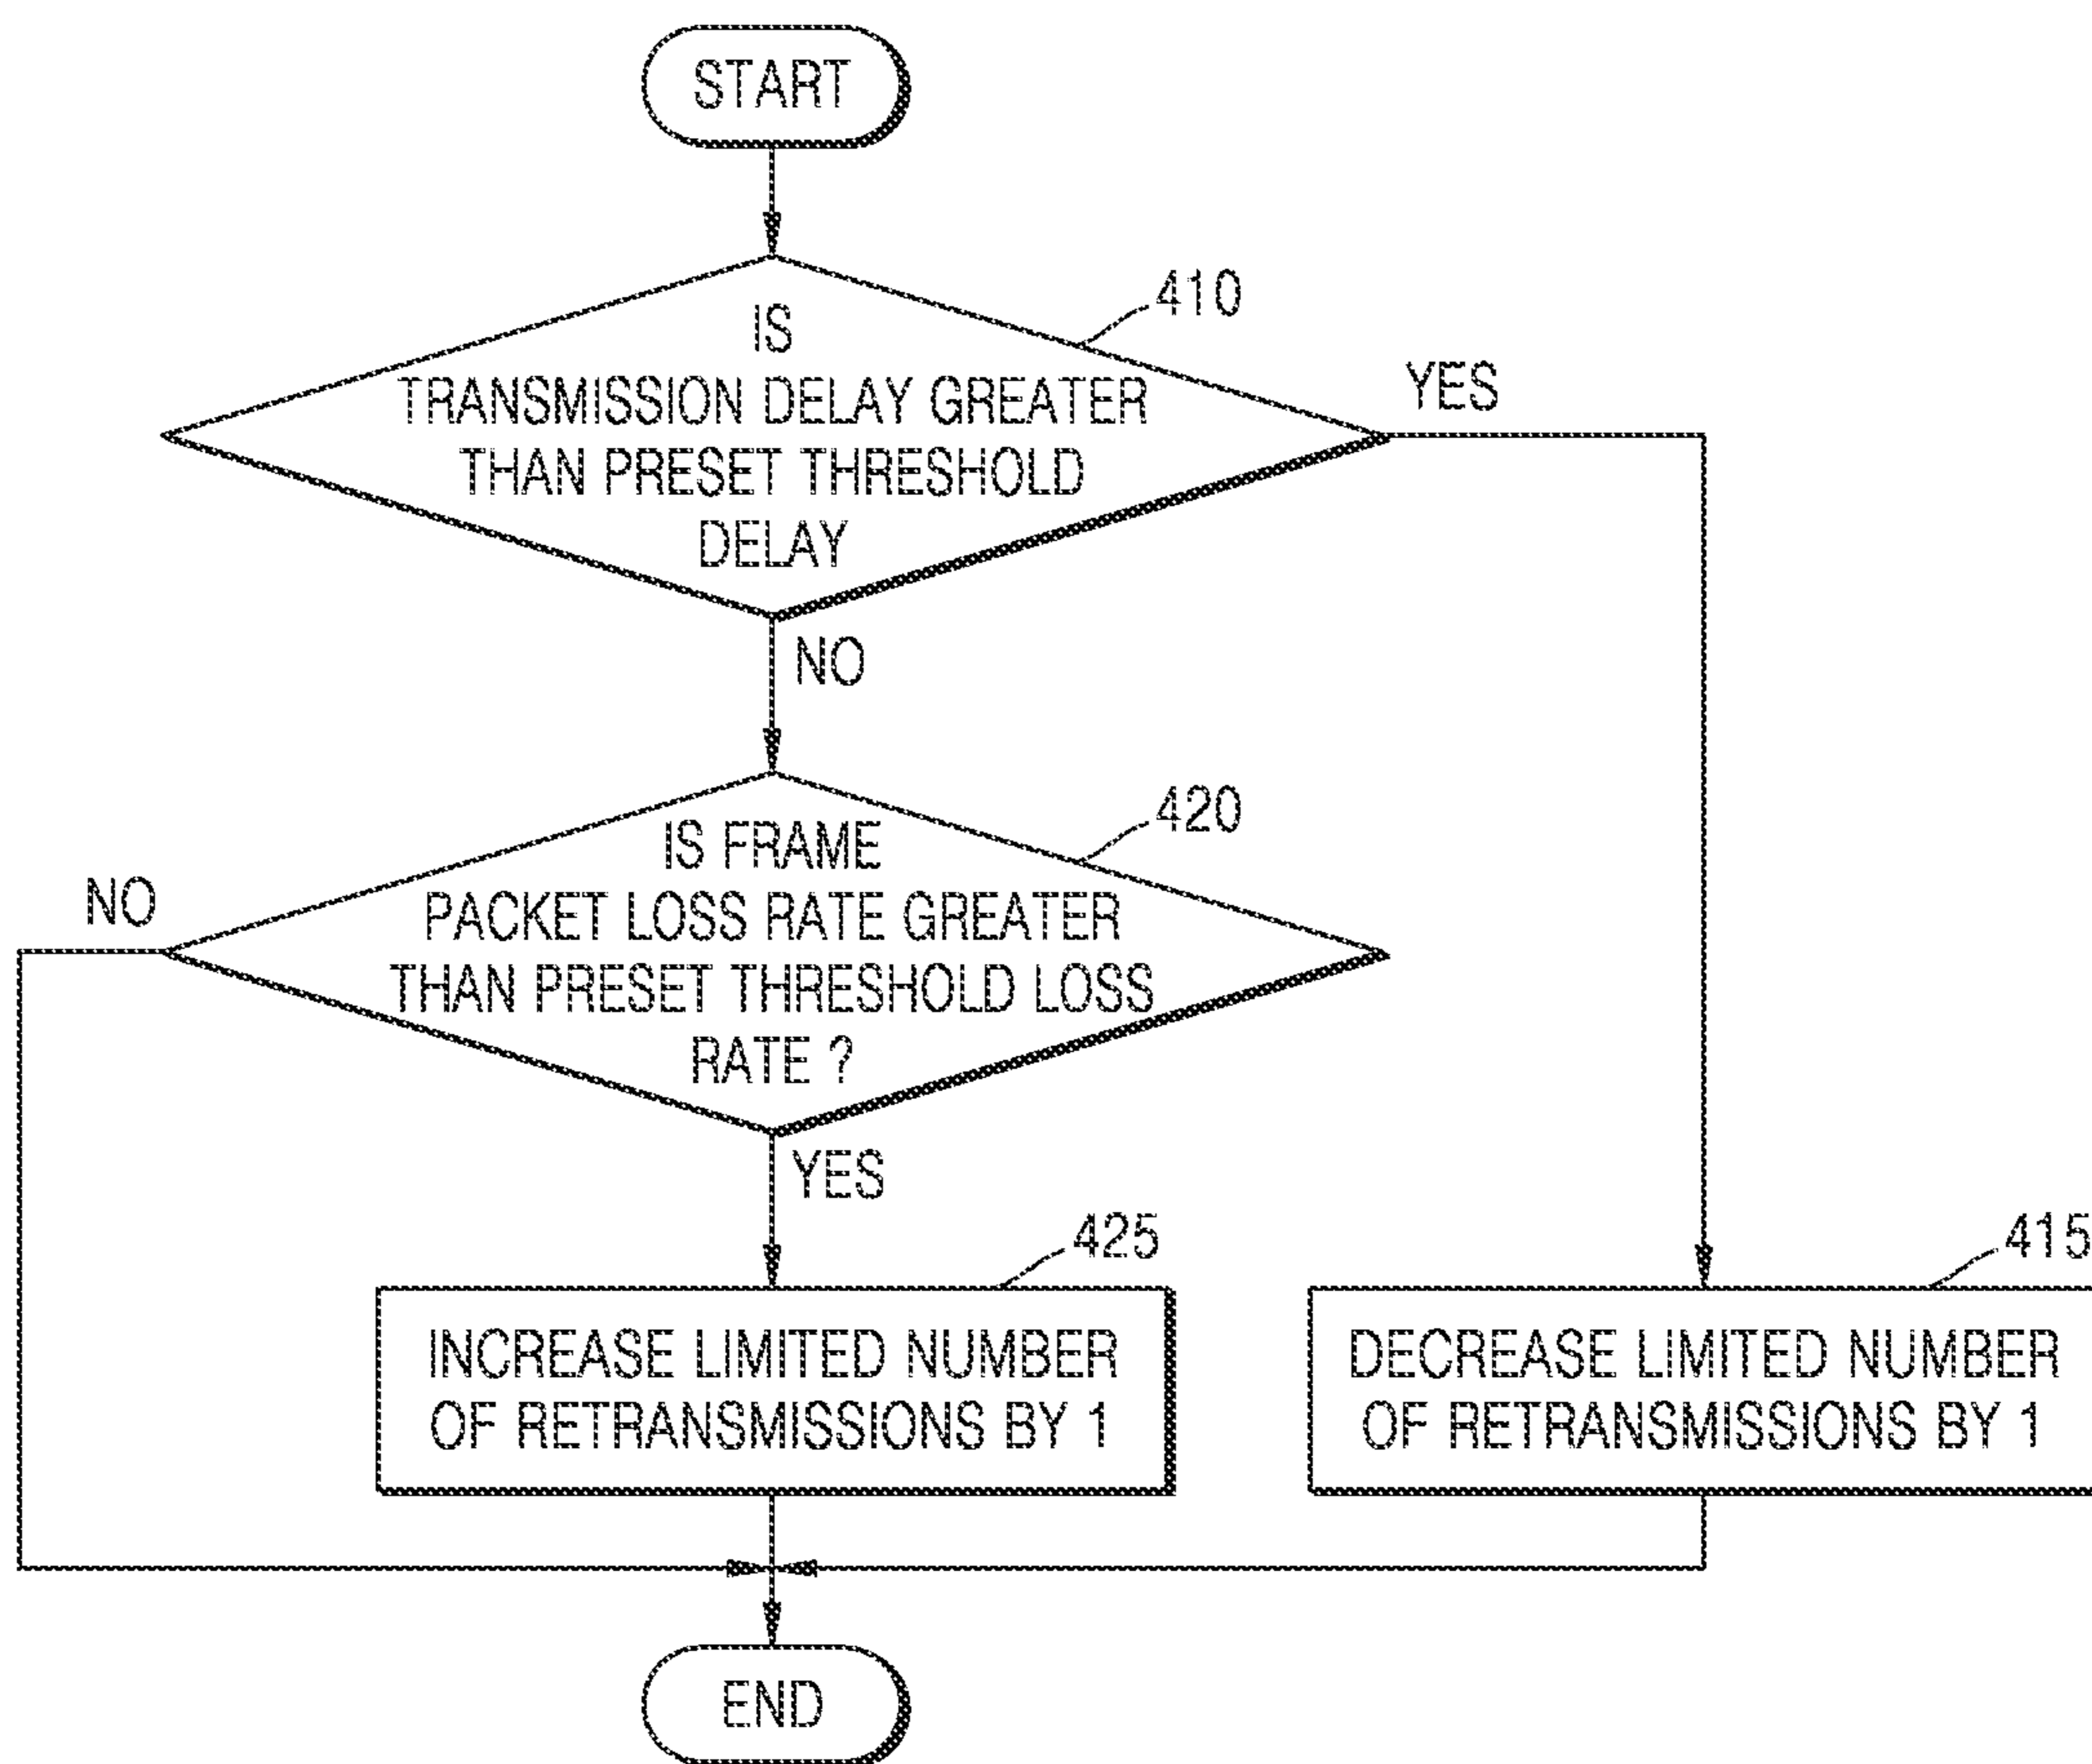 START
410
IS
TRANSMISSION DELAY GREATER
THAN PRESET THRESHOLD
DELAY
YES
NO
420
IS FRAME
PACKET LOSS RATE GREATER
THAN PRESET THRESHOLD LOSS
RATE ?
NO
YES
425
INCREASE LIMITED NUMBER
OF RETRANSMISSIONS BY 1
415
DECREASE LIMITED NUMBER
OF RETRANSMISSIONS BY 1
END